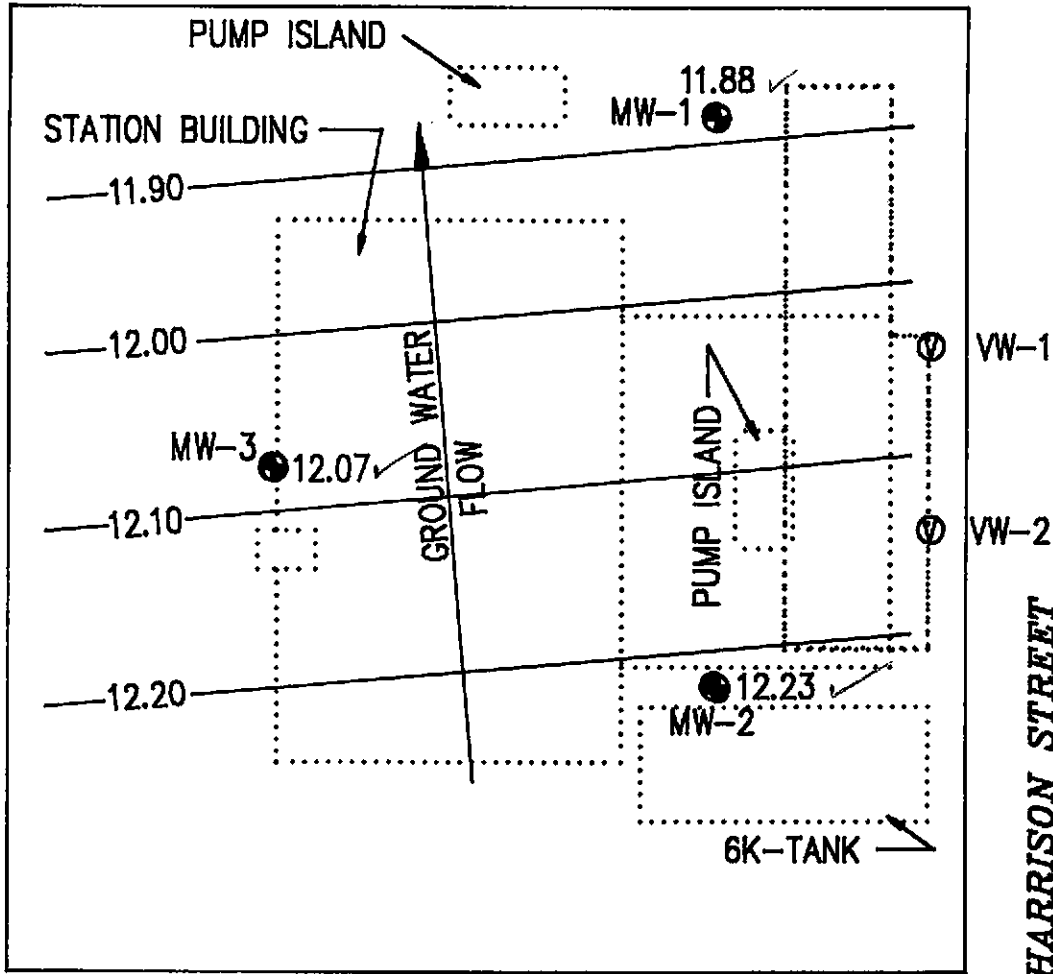 PUMP ISLAND
11.88
MW-1
STATION BUILDING
11.90
12.00
VW-1
MW-3
12.07
GROUND WATER
FLOW
PUMP ISLAND
12.10
VW-2
12.20
12.23
MW-2
6K-TANK
HARRISON STREET